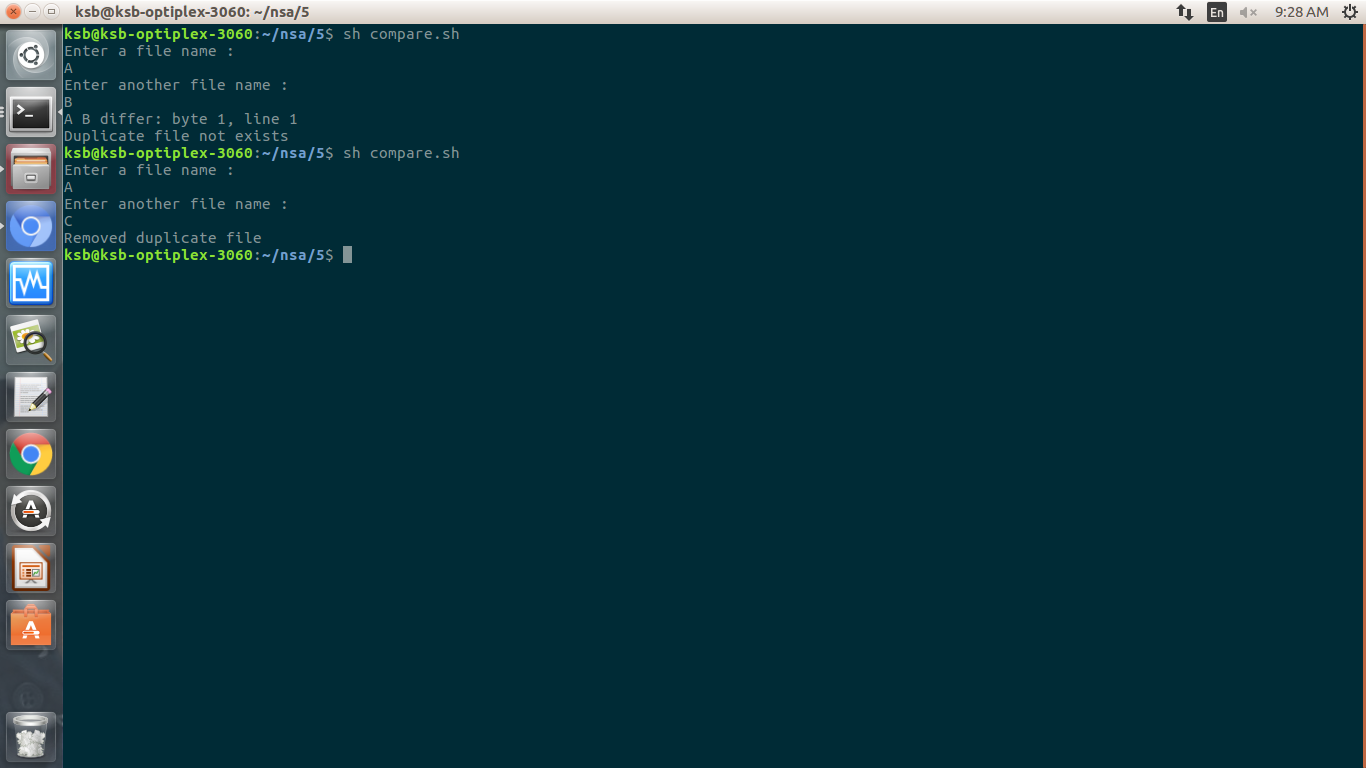 ksb@ksb-optiplex-3060: ~/nsa/5
En
9:28 AM
ksb@ksb-optiplex-3060:~/nsa/5$ sh compare.sh
Enter a file name :
A
Enter another file name :
B
A B differ: byte 1, line 1
Duplicate file not exists
ksb@ksb-optiplex-3060:~/nsa/5$ sh compare.sh
Enter a file name :
A
Enter another file name :
C
Removed duplicate file
ksb@ksb-optiplex-3060:~/nsa/5$